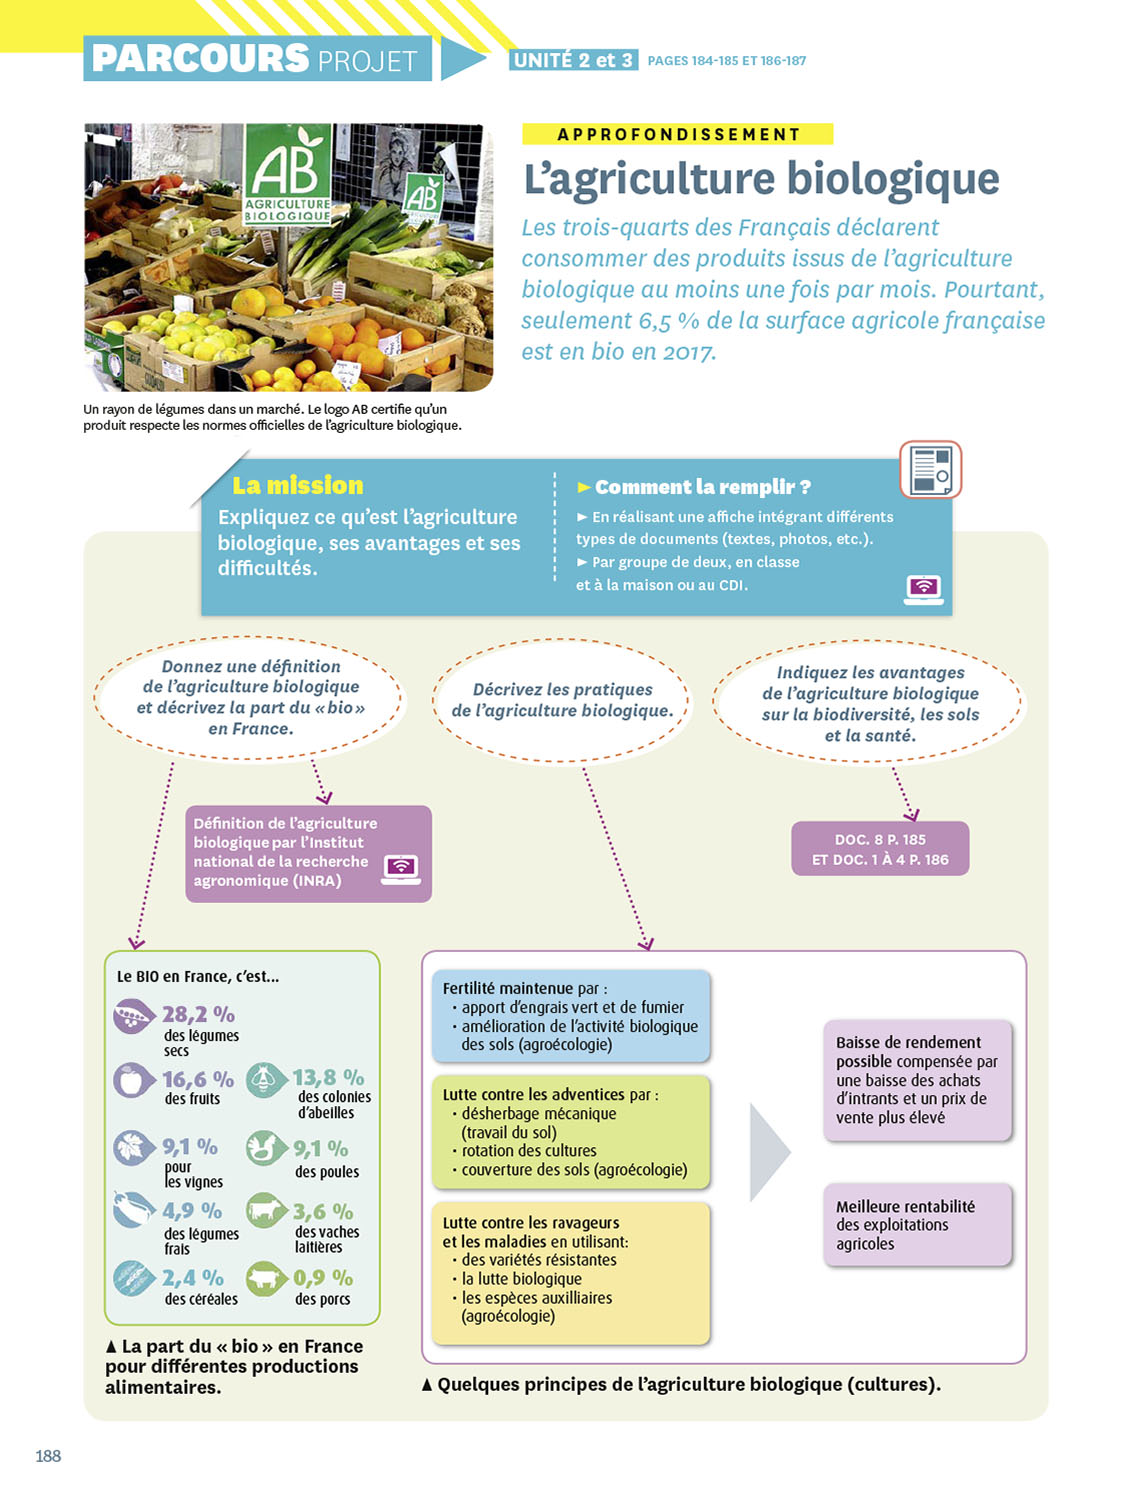 PARCOURS PROJET
UNITÉ 2 et 3 PAGES 184-185 ET 186-187
AB
AGRICULTURE
BIOLOGIQUE
AB
Un rayon de légumes dans un marché. Le logo AB certifie qu'un
produit respecte les normes officielles de l'agriculture biologique.
APPROFONDISSEMENT
L'agriculture biologique
Les trois-quarts des Français déclarent
consommer des produits issus de l'agriculture
biologique au moins une fois par mois. Pourtant,
seulement 6,5 % de la surface agricole française
est en bio en 2017.
La mission
Expliquez ce qu'est l'agriculture
biologique, ses avantages et ses
difficultés.
► Comment la remplir ?
► En réalisant une affiche intégrant différents
types de documents (textes, photos, etc.).
► Par groupe de deux, en classe
et à la maison ou au CDI.
Donnez une définition
de l'agriculture biologique
et décrivez la part du « bio »
en France.
Décrivez les pratiques
de l'agriculture biologique.
Indiquez les avantages
de l'agriculture biologique
sur la biodiversité, les sols
et la santé.
Définition de l'agriculture
biologique par l'Institut
national de la recherche
agronomique (INRA)
DOC. 8 P. 185
ET DOC. 1 À 4 P. 186
Le BIO en France, c'est...
28,2 %
des légumes
secs
16,6 %
des fruits
13,8 %
des colonies
d'abeilles
9,1 %
pour
les vignes
9,1 %
des poules
4,9 %
des légumes
frais
3,6 %
des vaches
laitières
2,4 %
des céréales
0,9 %
des porcs
▲ La part du « bio » en France
pour différentes productions
alimentaires.
Fertilité maintenue par :
• apport d'engrais vert et de fumier
• amélioration de l'activité biologique
des sols (agroécologie)
Lutte contre les adventices par :
• désherbage mécanique
(travail du sol)
• rotation des cultures
• couverture des sols (agroécologie)
Lutte contre les ravageurs
et les maladies en utilisant:
• des variétés résistantes
• la lutte biologique
• les espèces auxilliaires
(agroécologie)
Baisse de rendement
possible compensée par
une baisse des achats
d'intrants et un prix de
vente plus élevé
Meilleure rentabilité
des exploitations
agricoles
▲ Quelques principes de l'agriculture biologique (cultures).
188